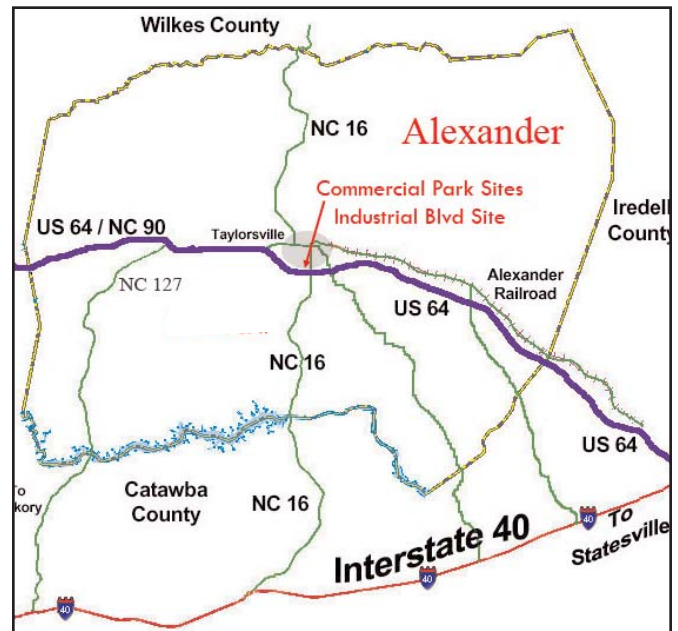 Wilkes County
NC 16
Alexander
Commercial Park Sites
Industrial Blvd Site
Iredell
County
US 64 / NC 90
Taylorsville
NC 127
Alexander
Railroad
US 64
NC 16
US 64
To
kory
Catawba
County
NC 16
Interstate 40
To
Statesville
40
40
40